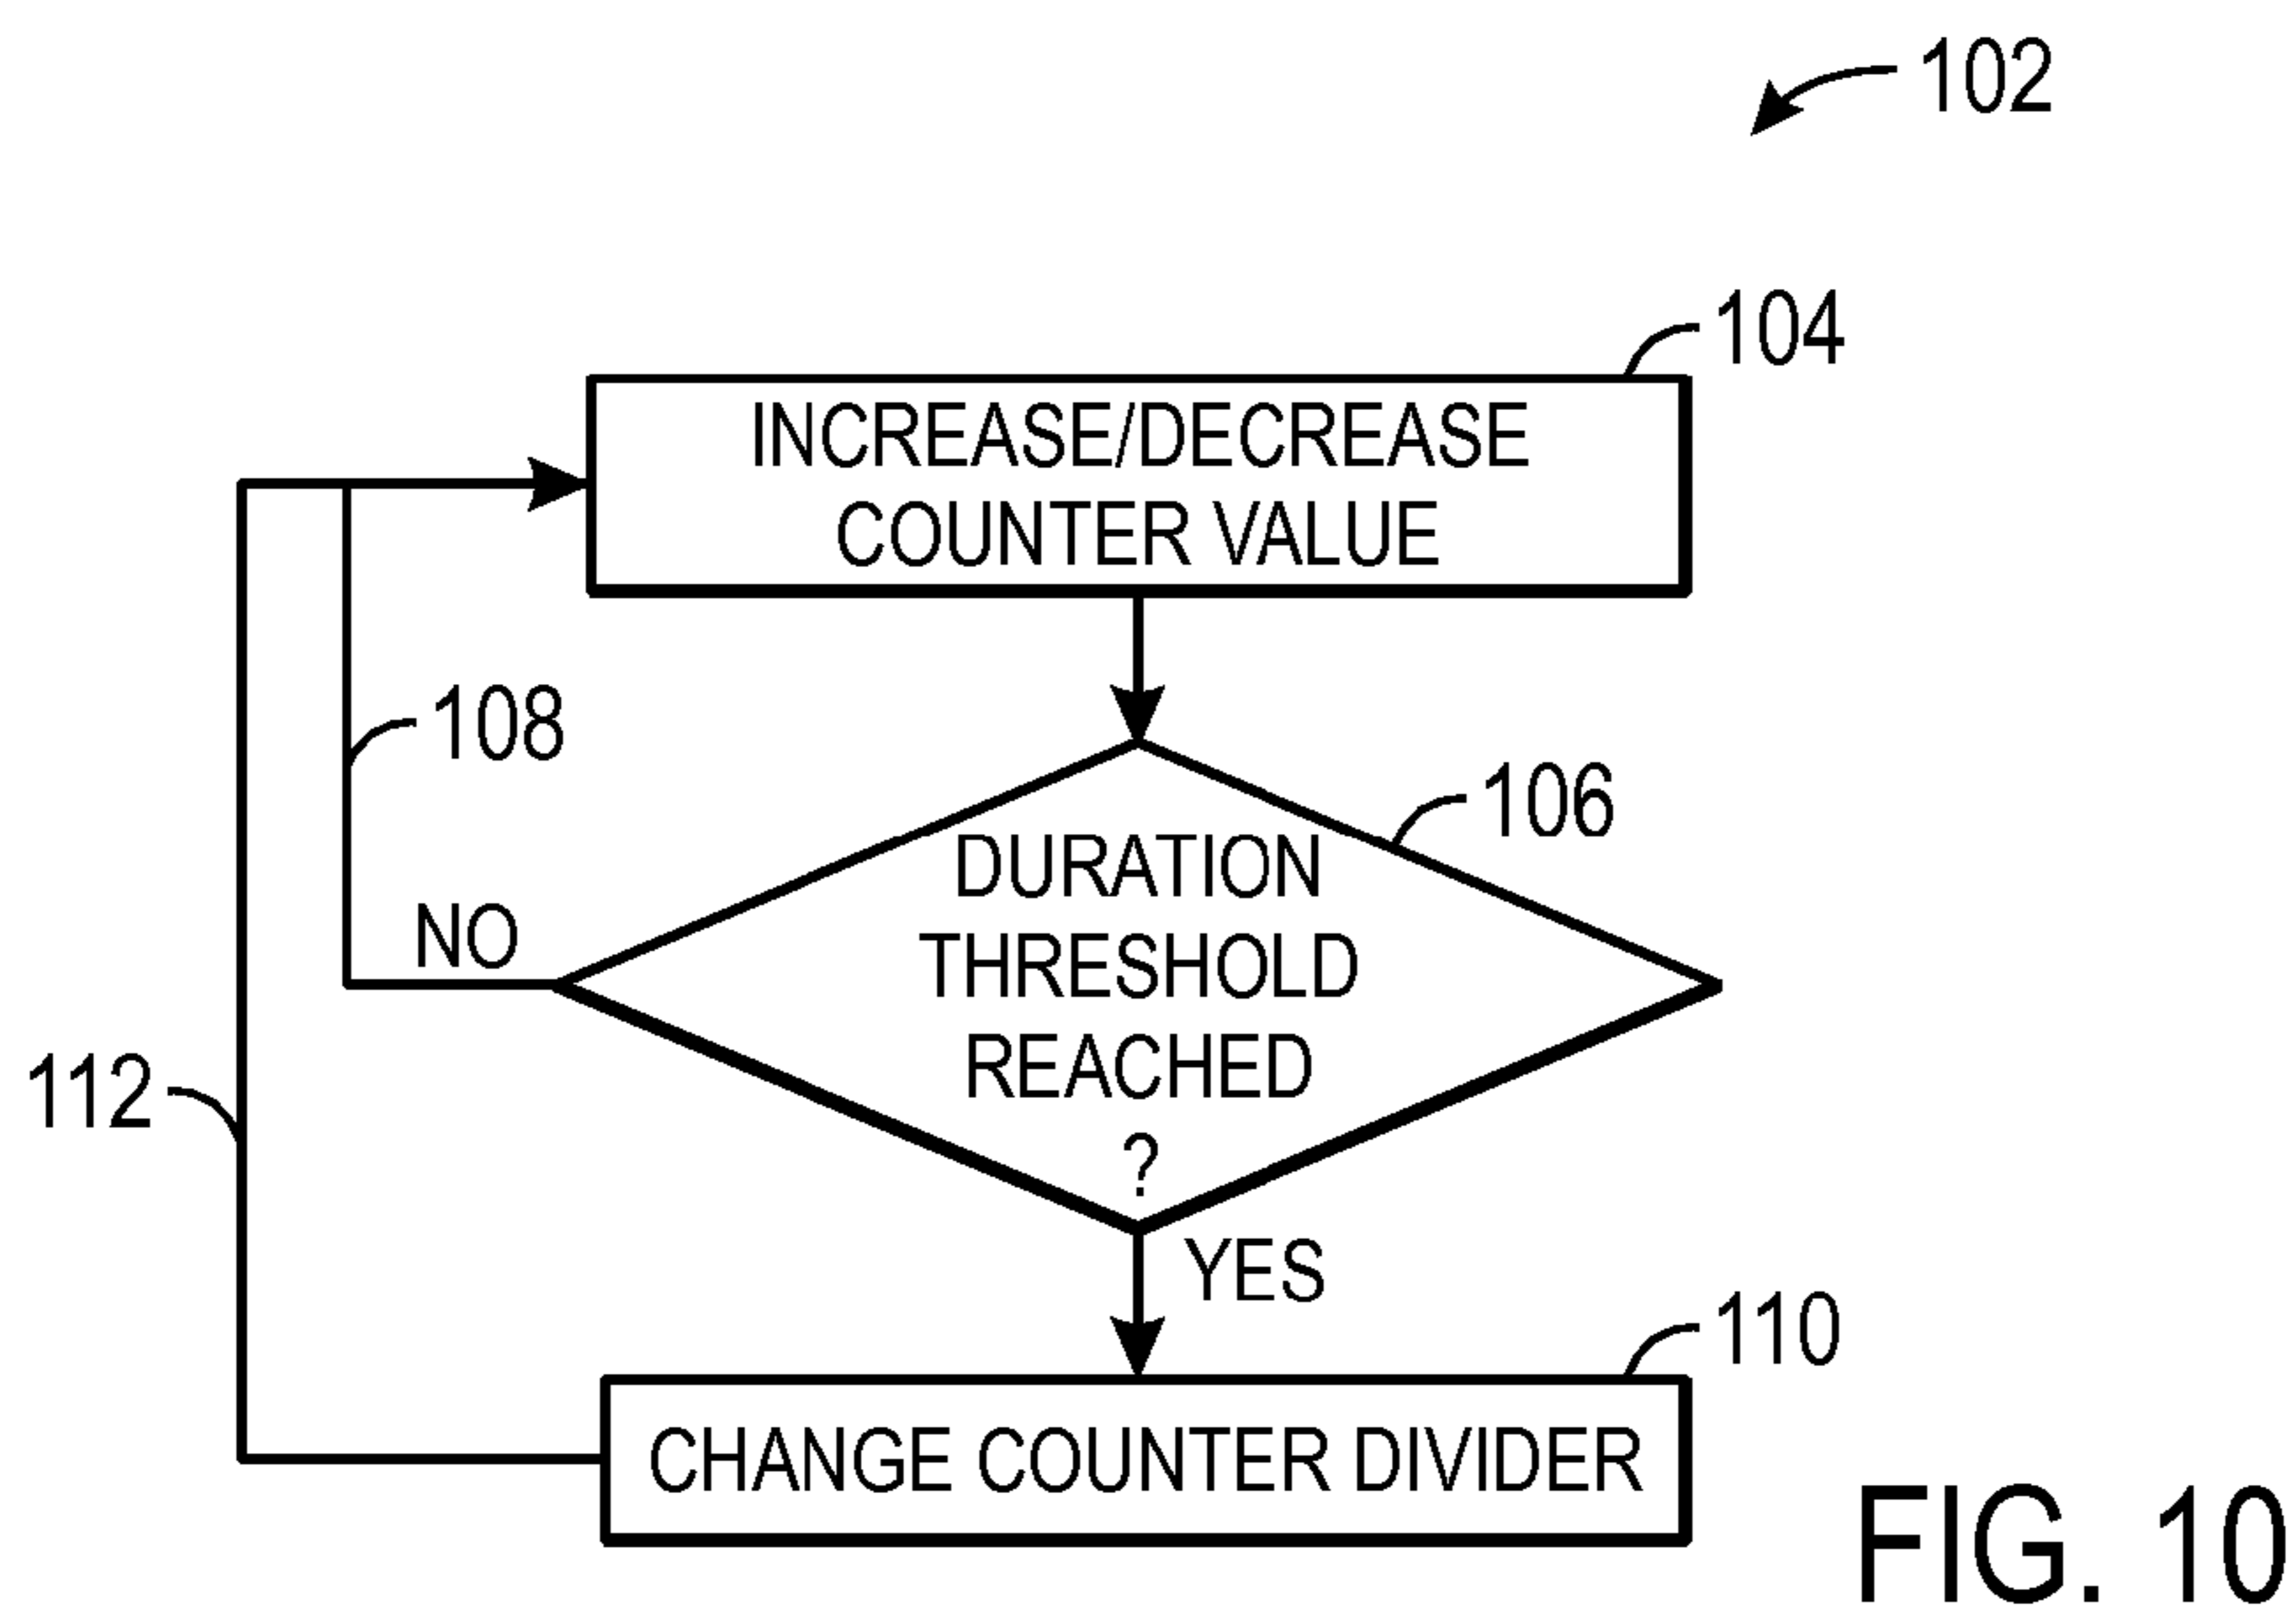 102
104
INCREASE/DECREASE
COUNTER VALUE
108
106
DURATION
THRESHOLD
REACHED
?
NO
112
YES
110
CHANGE COUNTER DIVIDER
FIG. 10